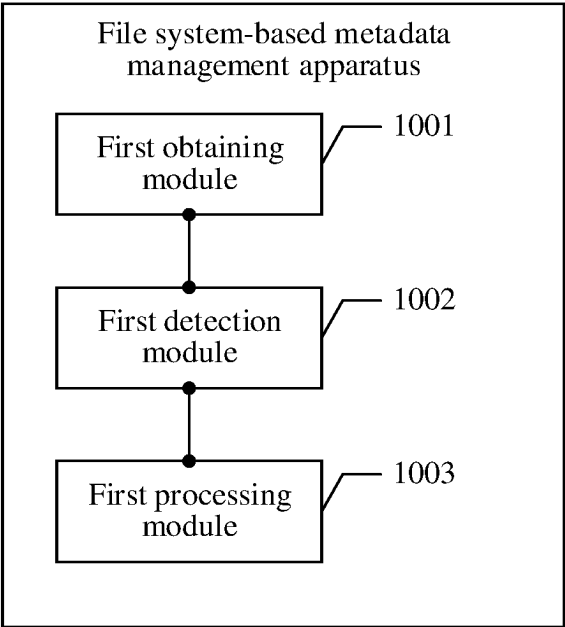 File system-based metadata
management apparatus
First obtaining
module
1001
First detection
module
1002
First processing
module
1003